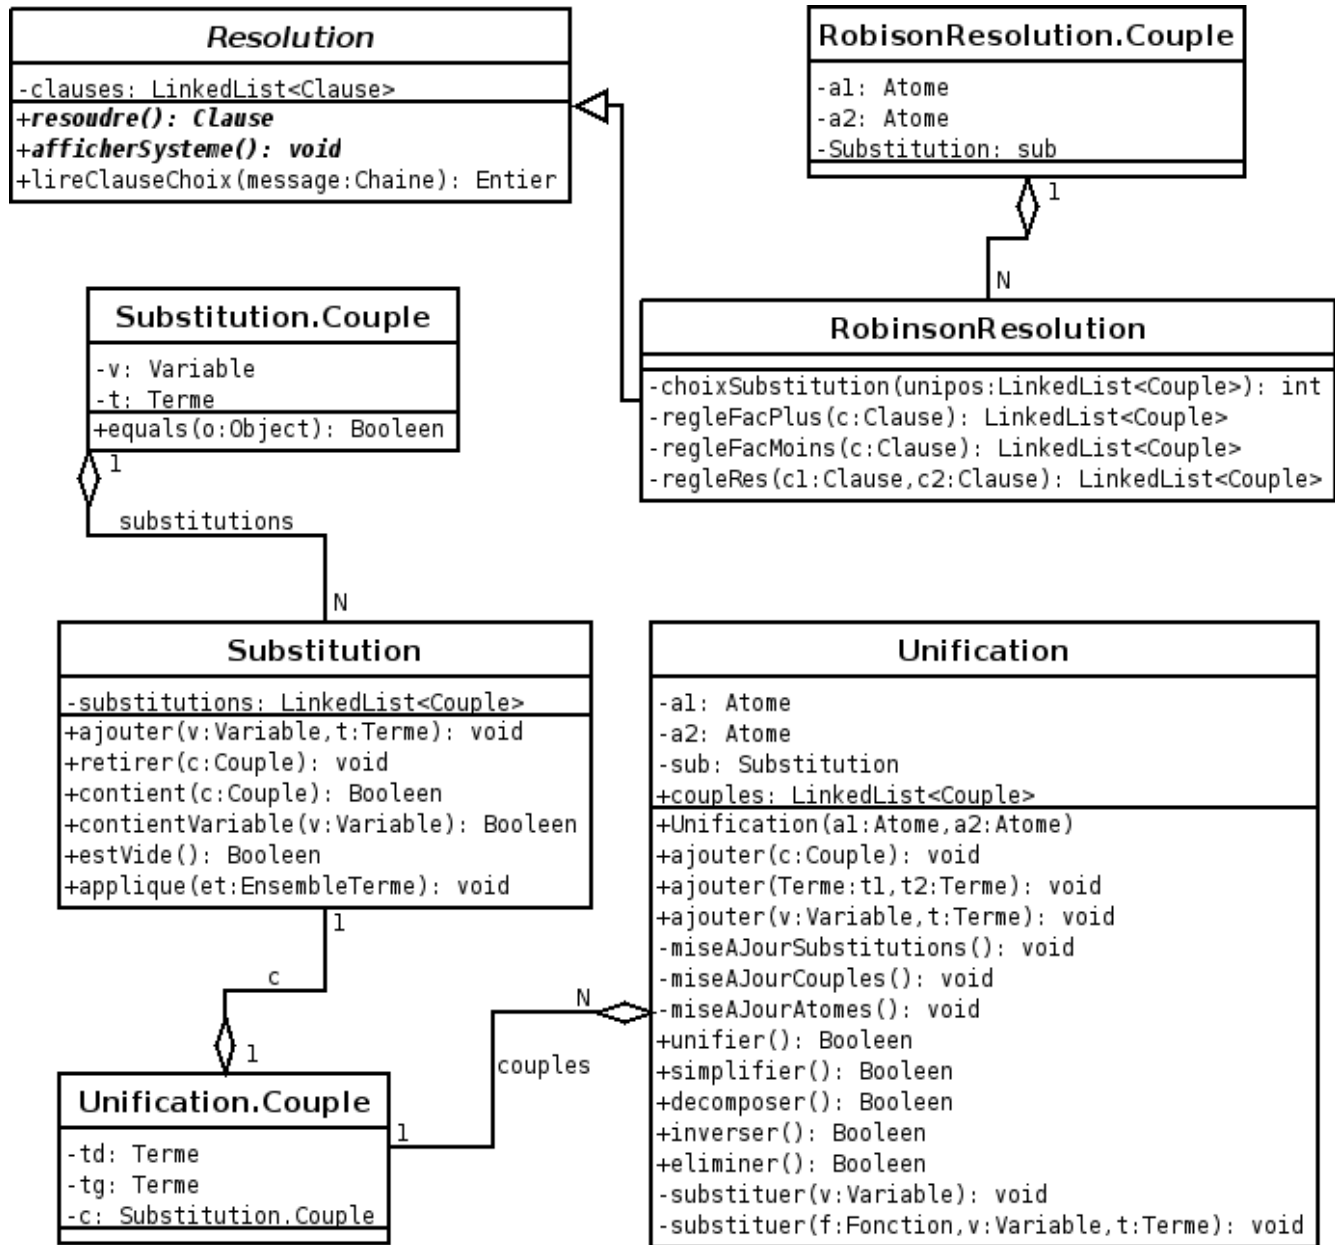 Resolution
-clauses: LinkedList<Clause>
+resoudre(): Clause
+afficherSysteme(): void
+lireClauseChoix(message:Chaine): Entier
RobisonResolution.Couple
-a1: Atome
-a2: Atome
-Substitution: sub
1
N
RobinsonResolution
-choixSubstitution(unipos:LinkedList<Couple>): int
-regleFacPlus(c:Clause): LinkedList<Couple>
-regleFacMoins(c:Clause): LinkedList<Couple>
-regleRes(c1:Clause,c2:Clause): LinkedList<Couple>
Substitution.Couple
-v: Variable
-t: Terme
+equals(o:Object): Booleen
1
substitutions
N
Substitution
-substitutions: LinkedList<Couple>
+ajouter(v:Variable,t:Terme): void
+retirer(c:Couple): void
+contient(c:Couple): Booleen
+contientVariable(v:Variable): Booleen
+estVide(): Booleen
+applique(et:EnsembleTerme): void
1
c
1
Unification.Couple
-td: Terme
-tg: Terme
-c: Substitution.Couple
1
couples
N
Unification
-a1: Atome
-a2: Atome
-sub: Substitution
+couples: LinkedList<Couple>
+Unification(a1:Atome,a2:Atome)
+ajouter(c:Couple): void
+ajouter(Terme:t1,t2:Terme): void
+ajouter(v:Variable,t:Terme): void
-miseAJourSubstitutions(): void
-miseAJourCouples(): void
-miseAJourAtomes(): void
+unifier(): Booleen
+simplifier(): Booleen
+decomposer(): Booleen
+inverser(): Booleen
+eliminer(): Booleen
-substituer(v:Variable): void
-substituer(f:Fonction,v:Variable,t:Terme): void